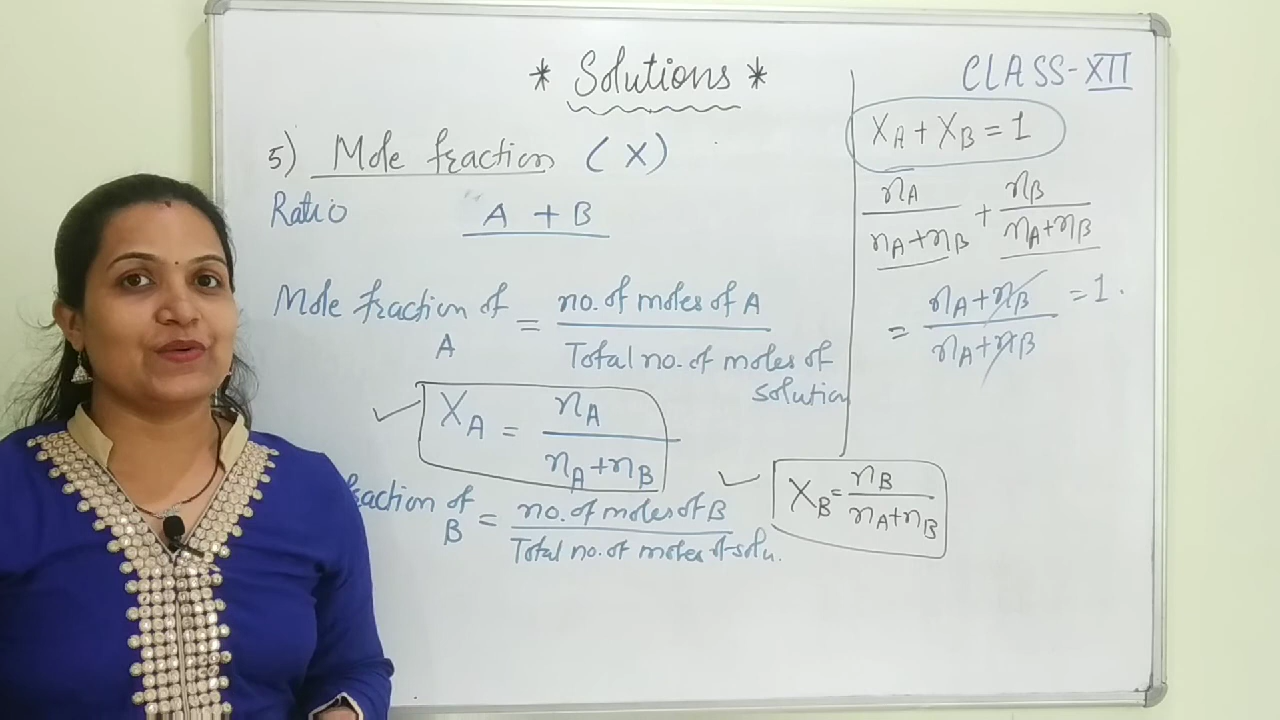 * Solutions *
CLASS-XII
5) Mole fraction (X)
Ratio A + B
Mole fraction of A = no. of moles of A / Total no. of moles of solution
X_A = n_A / n_A+n_B
fraction of B = no. of moles of B / Total no. of moles of solu.
X_B = n_B / n_A+n_B
X_A + X_B = 1
n_A / n_A+n_B + n_B / n_A+n_B
= n_A+n_B / n_A+n_B = 1.